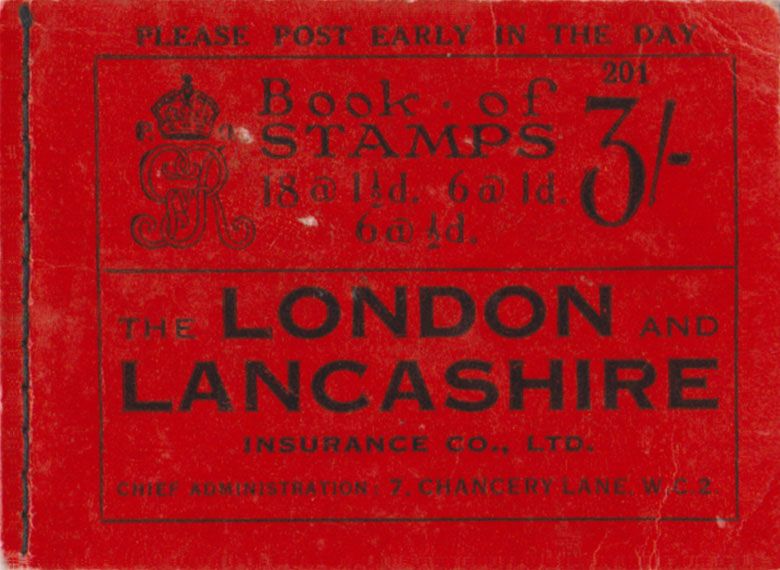 PLEASE POST EARLY IN THE DAY
201
Book · of
STAMPS
3/-
18 @ 1½d. 6 @ 1d.
6 @ ½d.
GR
THE LONDON AND
LANCASHIRE
INSURANCE CO., LTD.
CHIEF ADMINISTRATION: 7, CHANCERY LANE, W.C.2.